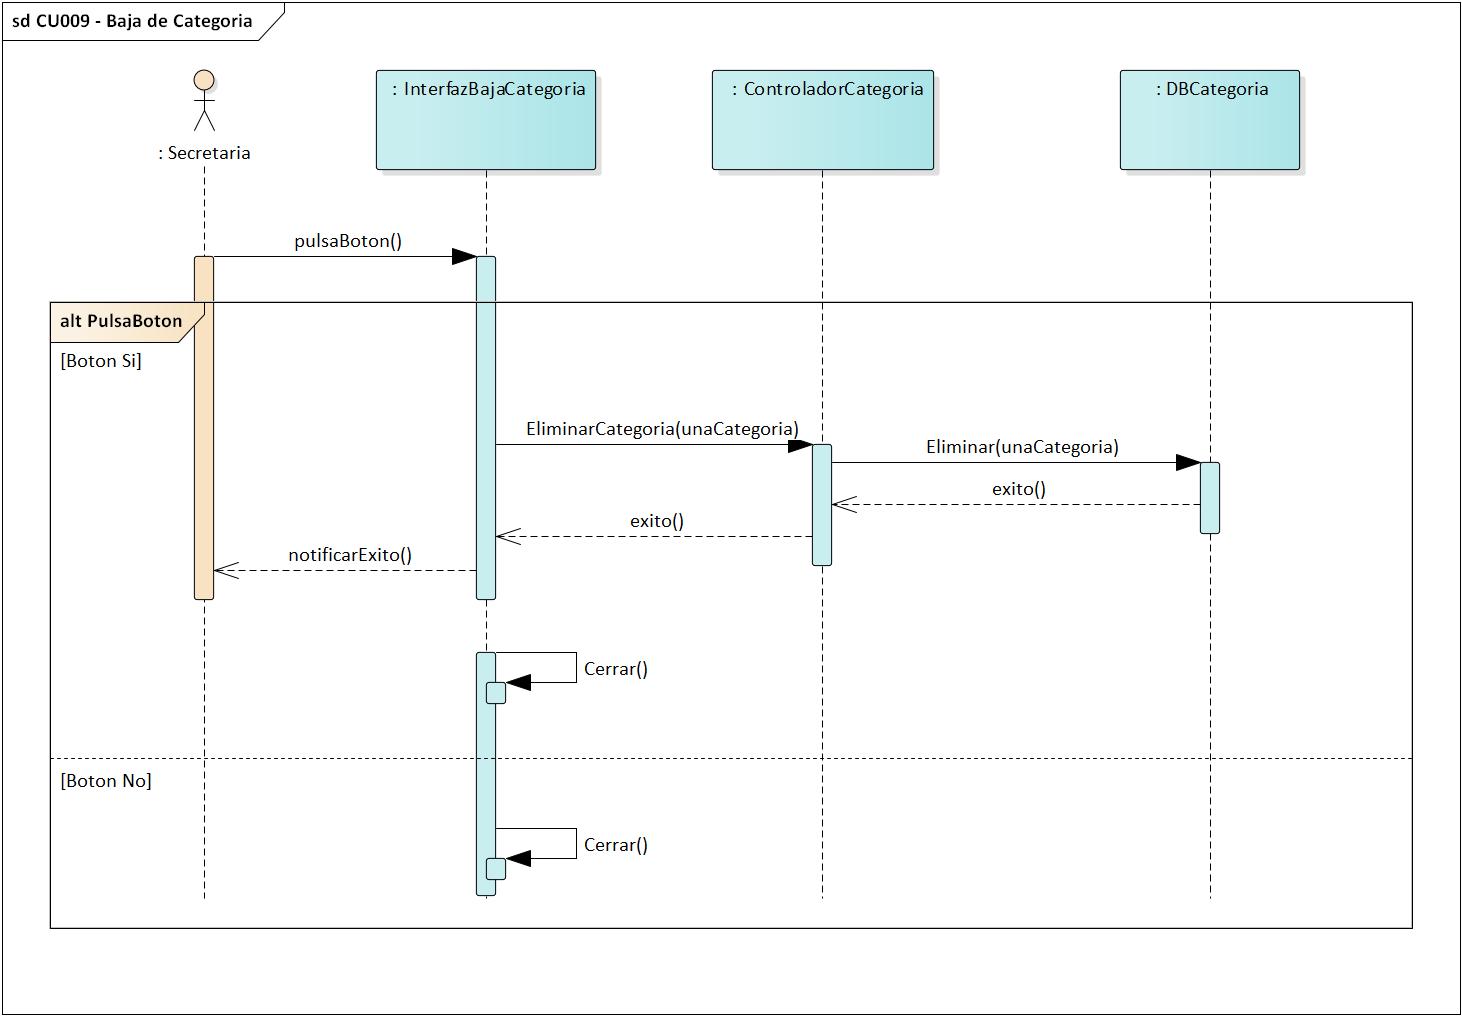 sd CU009 - Baja de Categoria
: Secretaria
: InterfazBajaCategoria
: ControladorCategoria
: DBCategoria
pulsaBoton()
alt PulsaBoton
[Boton Si]
EliminarCategoria(unaCategoria)
Eliminar(unaCategoria)
exito()
exito()
notificarExito()
Cerrar()
[Boton No]
Cerrar()